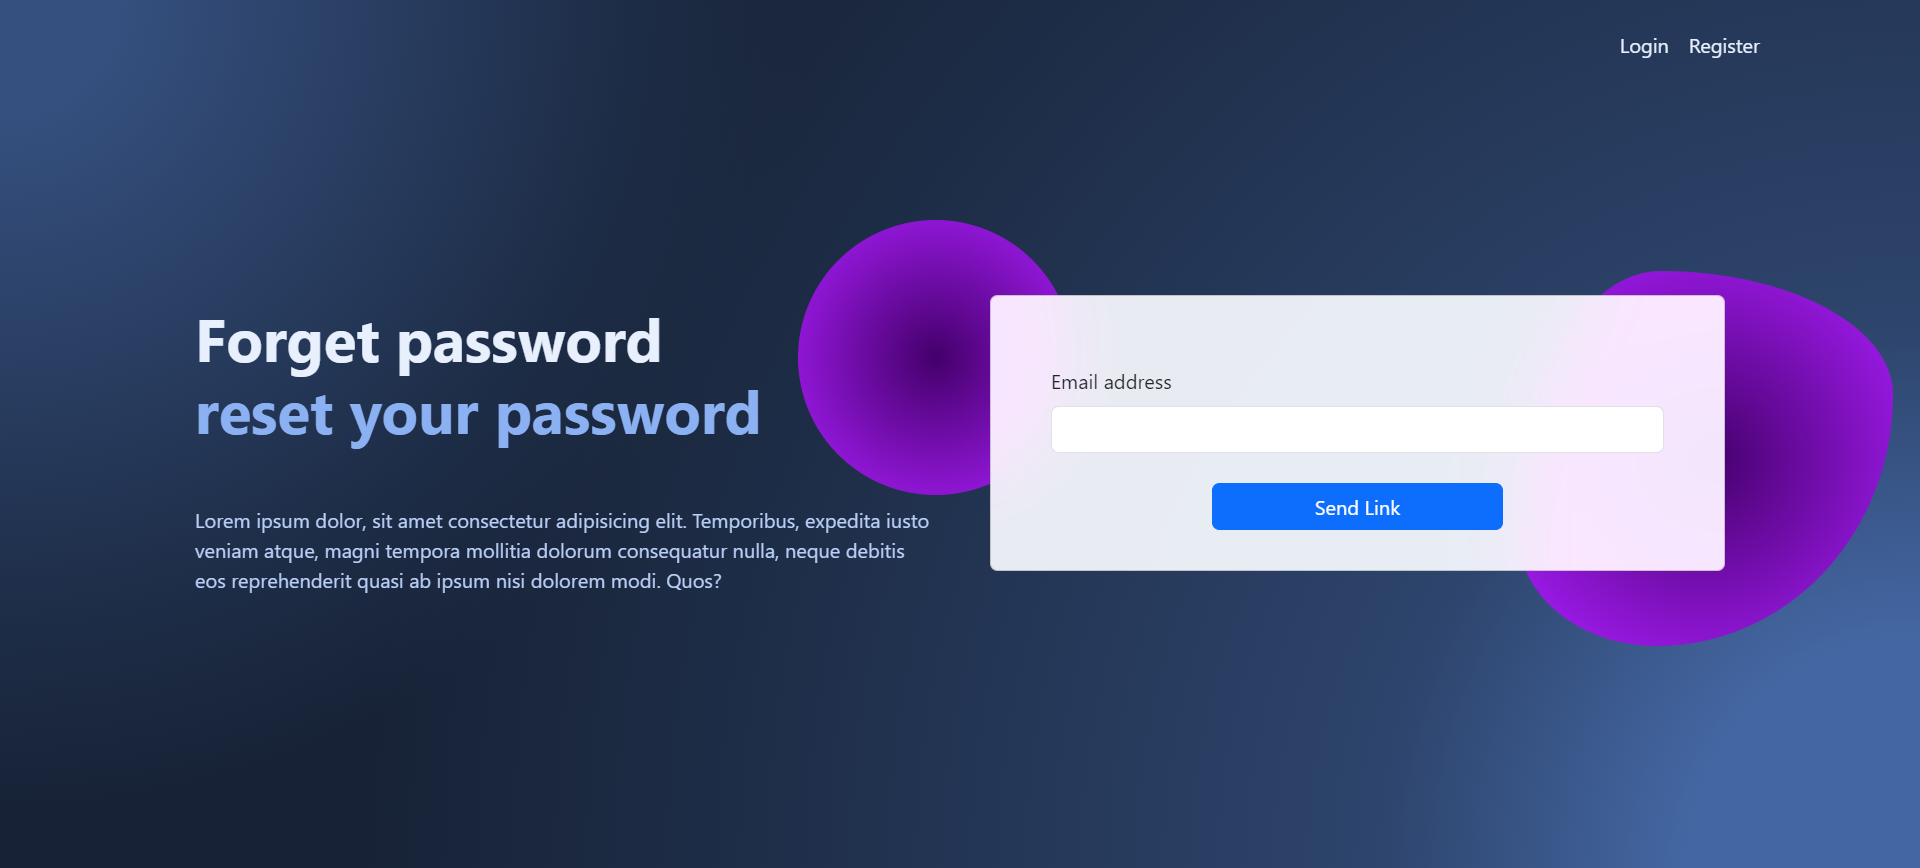 Login Register
Forget password
reset your password
Lorem ipsum dolor, sit amet consectetur adipisicing elit. Temporibus, expedita iusto
veniam atque, magni tempora mollitia dolorum consequatur nulla, neque debitis
eos reprehenderit quasi ab ipsum nisi dolorem modi. Quos?
Email address
Send Link